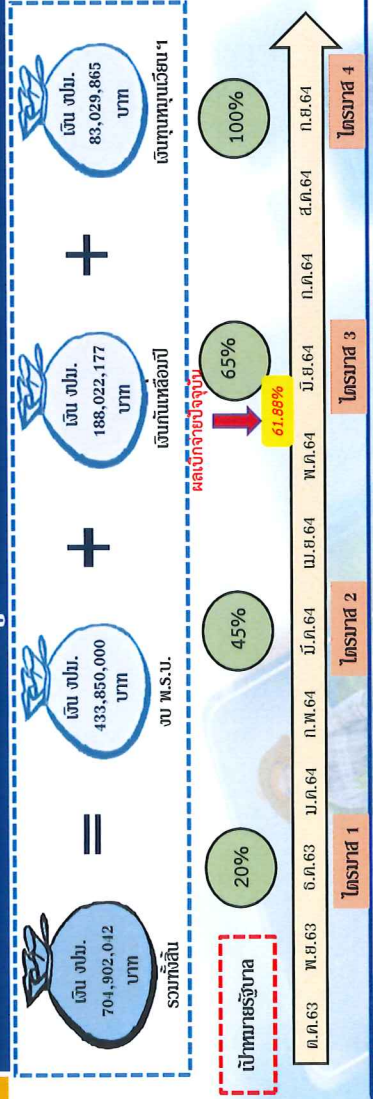 เงิน งปม.
704,902,042
บาท
รวมทั้งสิ้น
=
เงิน งปม.
433,850,000
บาท
งบ พ.ร.บ.
+
เงิน งปม.
188,022,177
บาท
เงินกันเหลื่อมปี
+
เงิน งปม.
83,029,865
บาท
เงินทุนหมุนเวียนฯ
เป้าหมายรัฐบาล
20%
45%
65%
100%
ผลเบิกจ่ายปัจจุบัน
61.88%
ต.ค.63 พ.ย.63 ธ.ค.63 ม.ค.64 ก.พ.64 มี.ค.64 เม.ย.64 พ.ค.64 มิ.ย.64 ก.ค.64 ส.ค.64 ก.ย.64
ไตรมาส 1
ไตรมาส 2
ไตรมาส 3
ไตรมาส 4